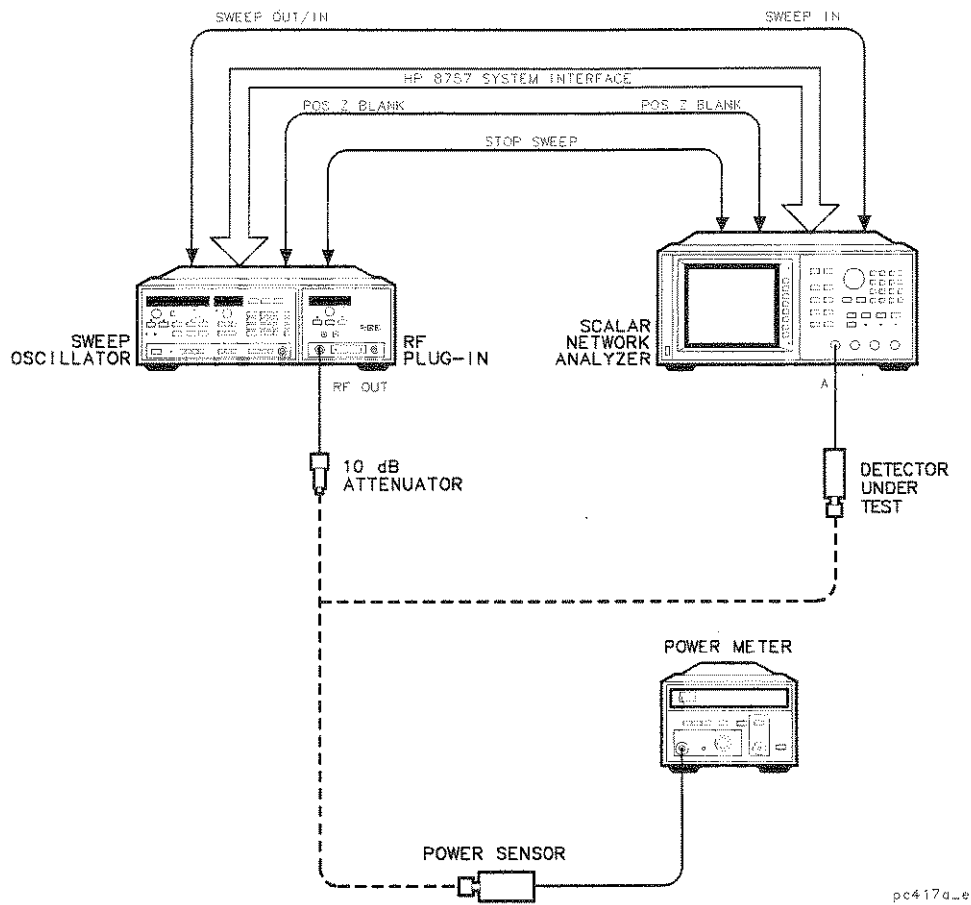 SWEEP OUT/IN
SWEEP IN
HP 8757 SYSTEM INTERFACE
POS Z BLANK
POS Z BLANK
STOP SWEEP
SWEEP
OSCILLATOR
RF
PLUG-IN
SCALAR
NETWORK
ANALYZER
RF OUT
A
10 dB
ATTENUATOR
DETECTOR
UNDER
TEST
POWER METER
POWER SENSOR
pc417a_e